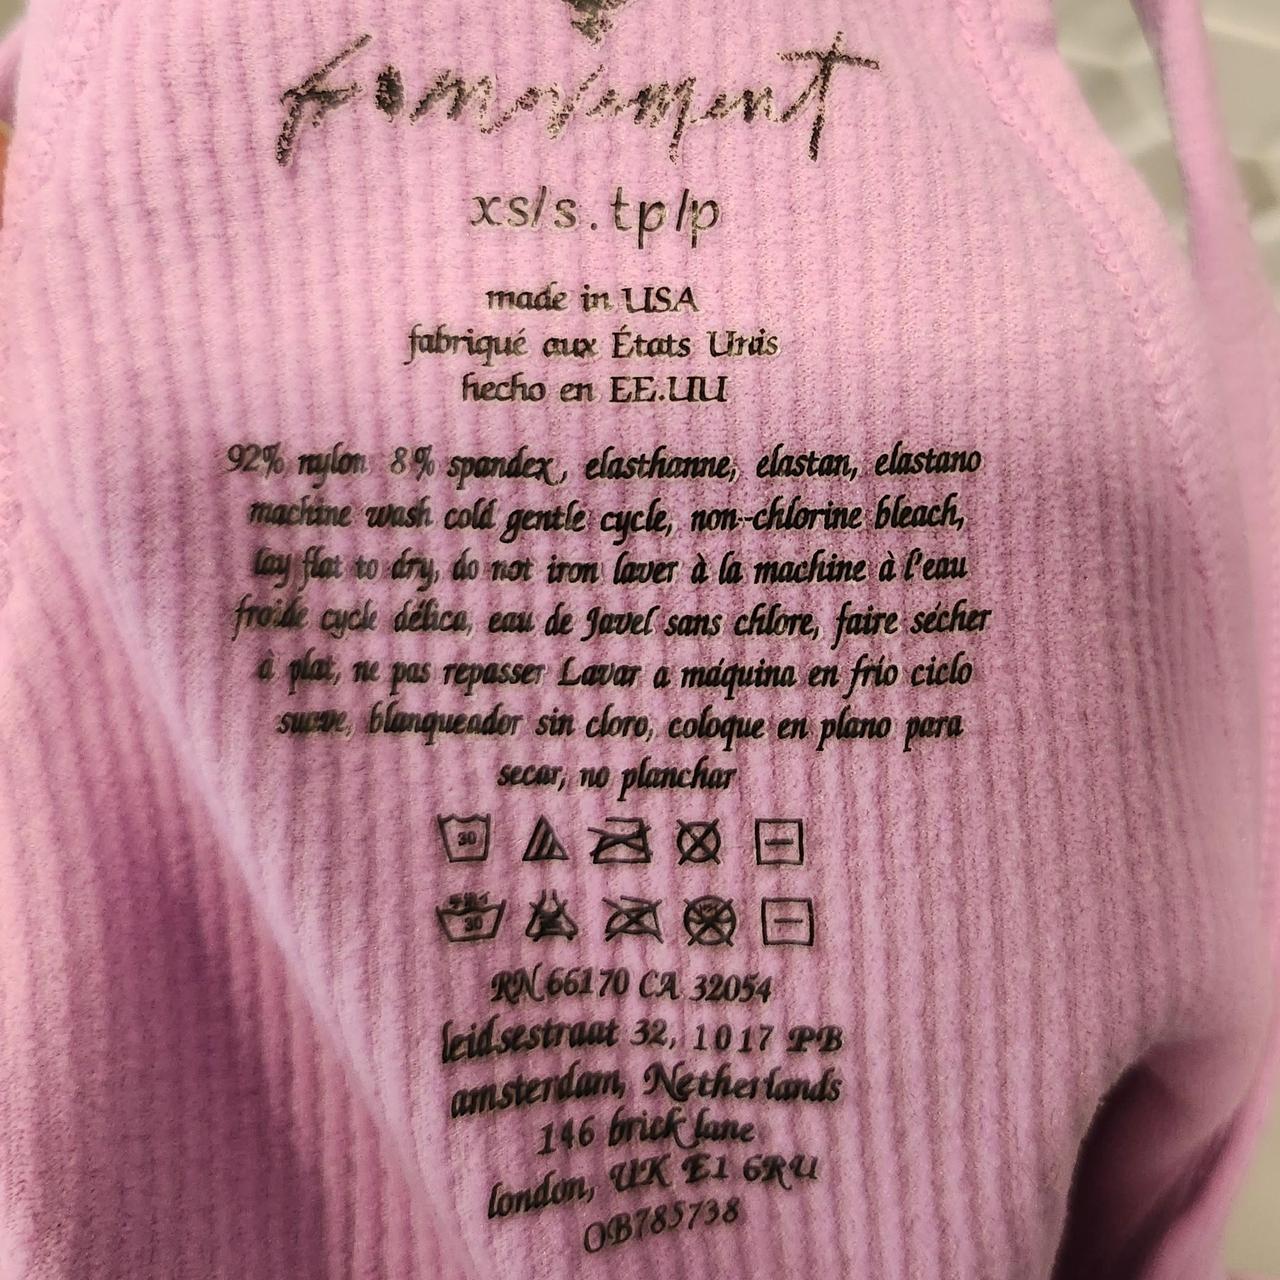 fp movement
xs/s.tp/p
made in USA
fabriqué aux États Unis
hecho en EE.UU
92% nylon 8% spandex, elasthanne, elastan, elastano
machine wash cold gentle cycle, non-chlorine bleach,
lay flat to dry, do not iron laver à la machine à l'eau
froide cycle délica, eau de Javel sans chlore, faire sécher
à plat, ne pas repasser Lavar a máquina en frío ciclo
suave, blanqueador sin cloro, coloque en plano para
secar, no planchar
30
30
RN 66170 CA 32054
leidsestraat 32, 1017 PB
amsterdam, Netherlands
146 brick lane
london, UK E1 6RU
OB785738